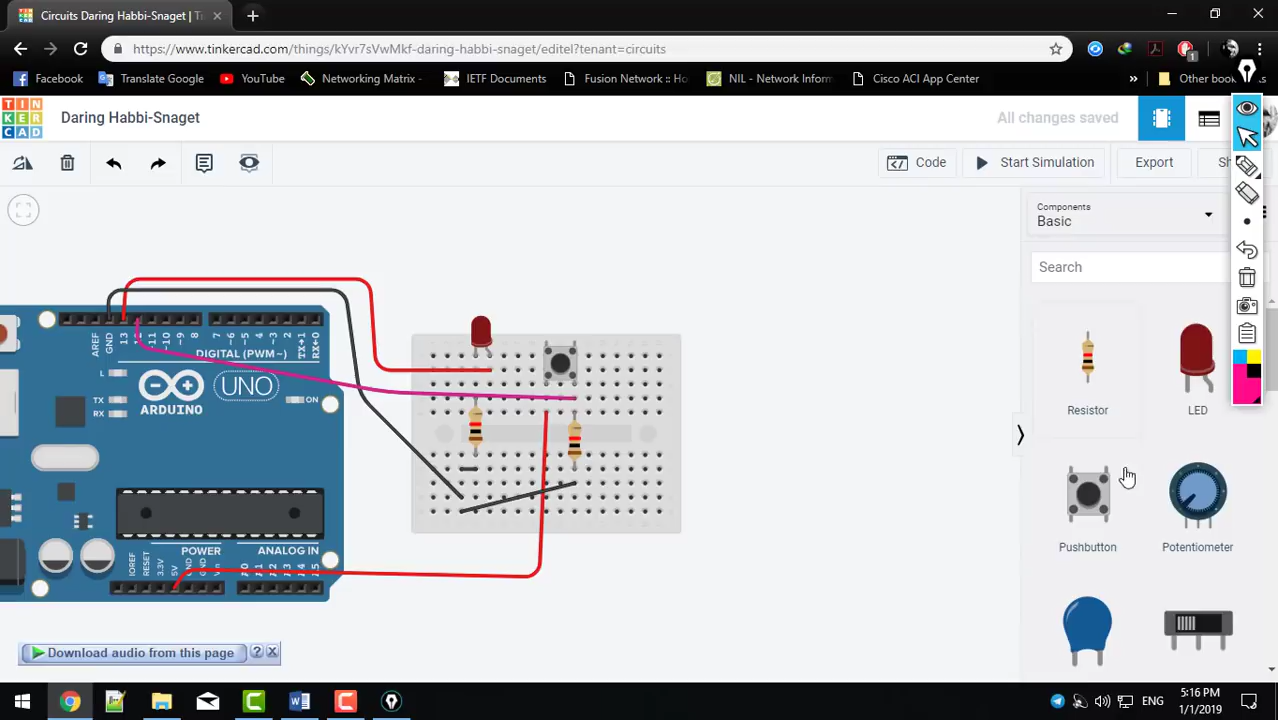 Circuits Daring Habbi-Snaget | Ti
https://www.tinkercad.com/things/kYvr7sVwMkf-daring-habbi-snaget/editel?tenant=circuits
1
Facebook
Translate Google
YouTube
Networking Matrix -
IETF Documents
Fusion Network :: Ho
NIL - Network Inform
Cisco ACI App Center
»
Other book
TIN
KER
CAD
Daring Habbi-Snaget
All changes saved
Code
Start Simulation
Export
Sh
Components
Basic
Search
Resistor
LED
Pushbutton
Potentiometer
AREF
GND
13
~11
~10
~9
8
7
~6
~5
4
~3
2
TX→1
RX←0
DIGITAL (PWM~)
L
TX
RX
ARDUINO
UNO
ON
POWER
ANALOG IN
IOREF
RESET
3.3V
5V
GND
GND
Vin
A0
A1
A2
A3
A4
A5
Download audio from this page
?
ENG
5:16 PM
1/1/2019